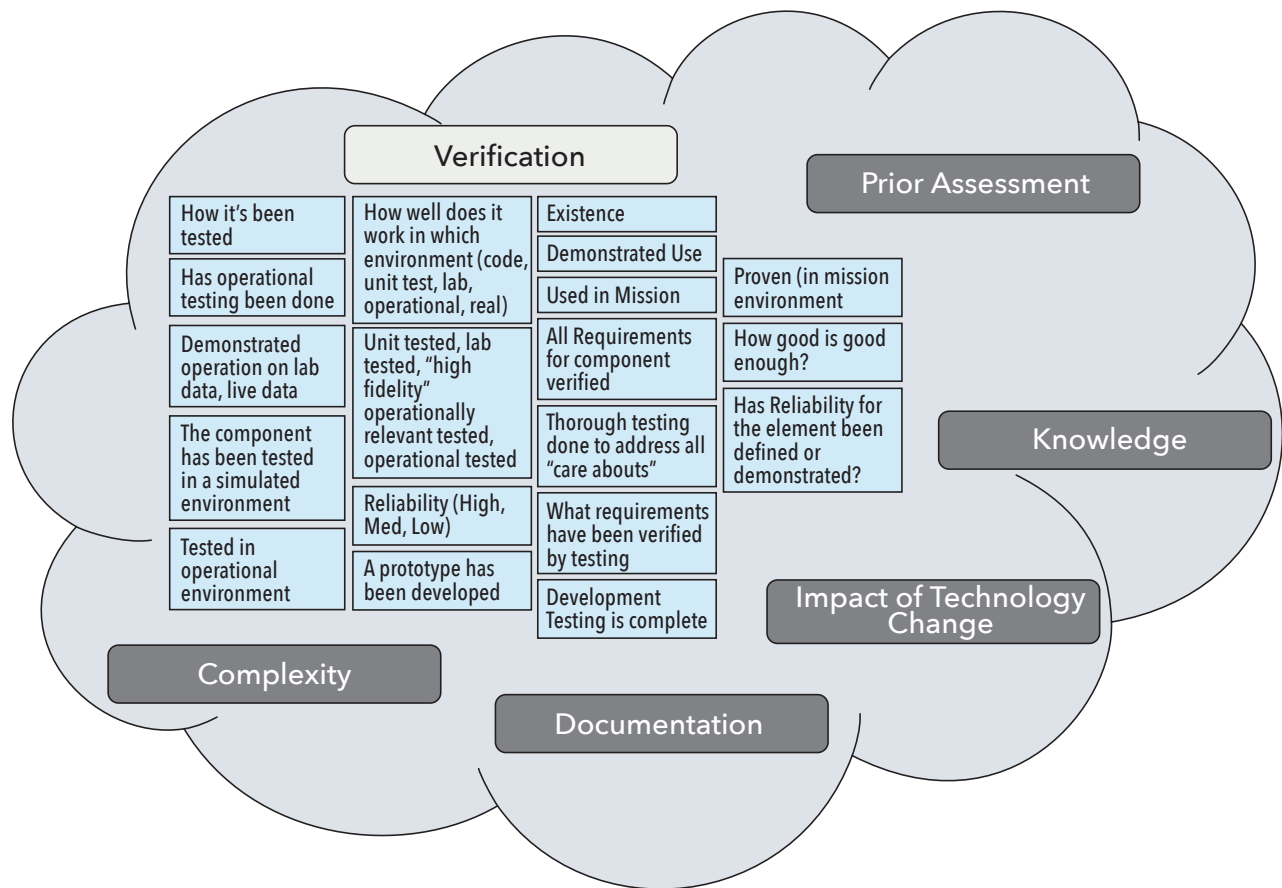 Verification
Prior Assessment
How it's been
tested
Has operational
testing been done
Demonstrated
operation on lab
data, live data
The component
has been tested
in a simulated
environment
Tested in
operational
environment
How well does it
work in which
environment (code,
unit test, lab,
operational, real)
Unit tested, lab
tested, “high
fidelity”
operationally
relevant tested,
operational tested
Reliability (High,
Med, Low)
A prototype has
been developed
Existence
Demonstrated Use
Used in Mission
All Requirements
for component
verified
Thorough testing
done to address all
“care abouts”
What requirements
have been verified
by testing
Development
Testing is complete
Proven (in mission
environment
How good is good
enough?
Has Reliability for
the element been
defined or
demonstrated?
Knowledge
Impact of Technology
Change
Complexity
Documentation